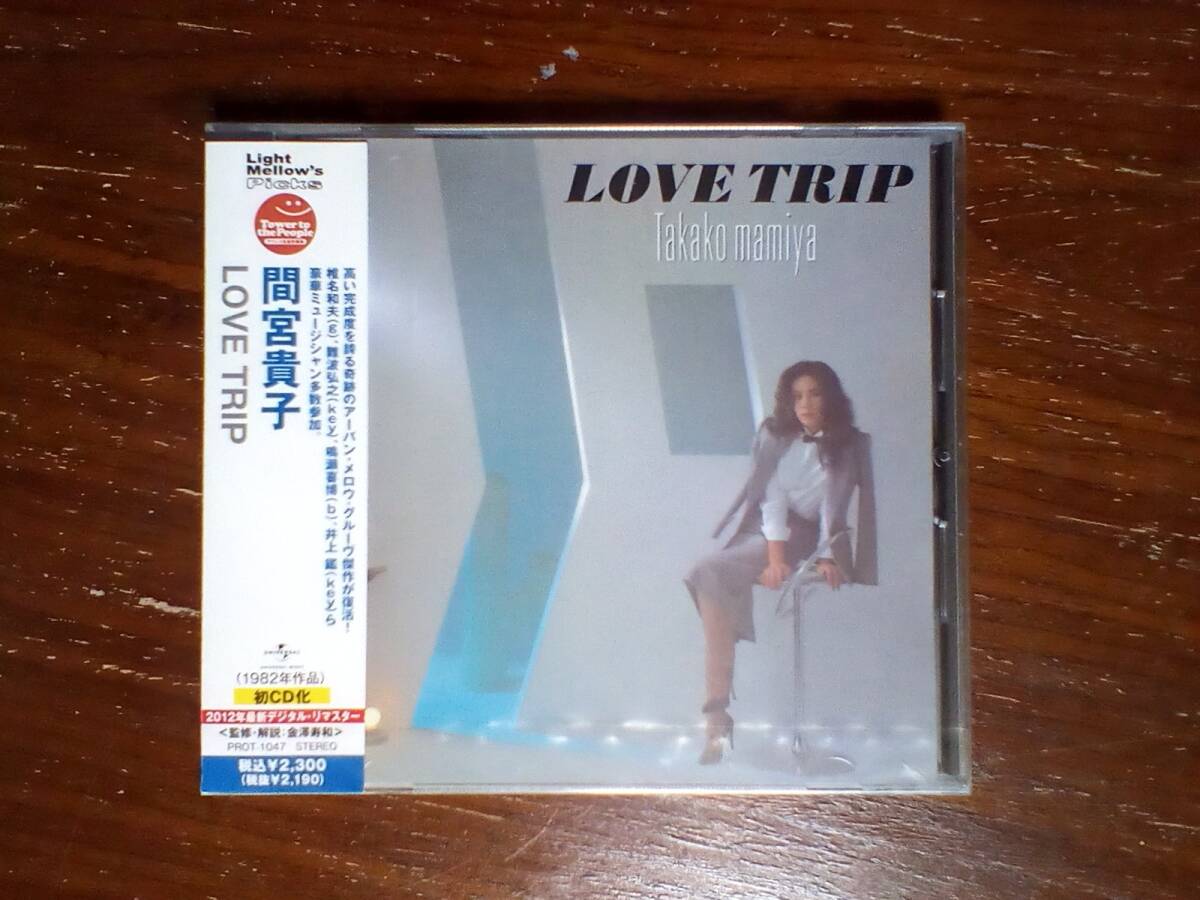 Light
Mellow's
Picks
Tower to
the People
間宮貴子
LOVE TRIP
高い完成度を誇る奇跡のアーバン・メロウ・グルーヴ傑作が復活!
椎名和夫(g)、難波弘之(key)、鳴瀬喜博(b)、井上 鑑(key)ら
豪華ミュージシャン多数参加。
UNIVERSAL
(1982年作品)
初CD化
2012年最新デジタル・リマスター
<監修・解説:金澤寿和>
PROT-1047 STEREO
税込¥2,300
(税抜¥2,190)
LOVE TRIP
Takako mamiya